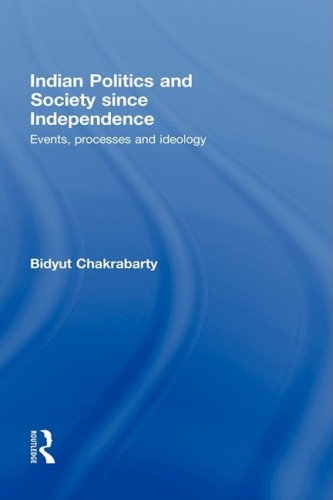 Indian Politics and
Society since
Independence
Events, processes and ideology
Bidyut Chakrabarty
ROUTLEDGE